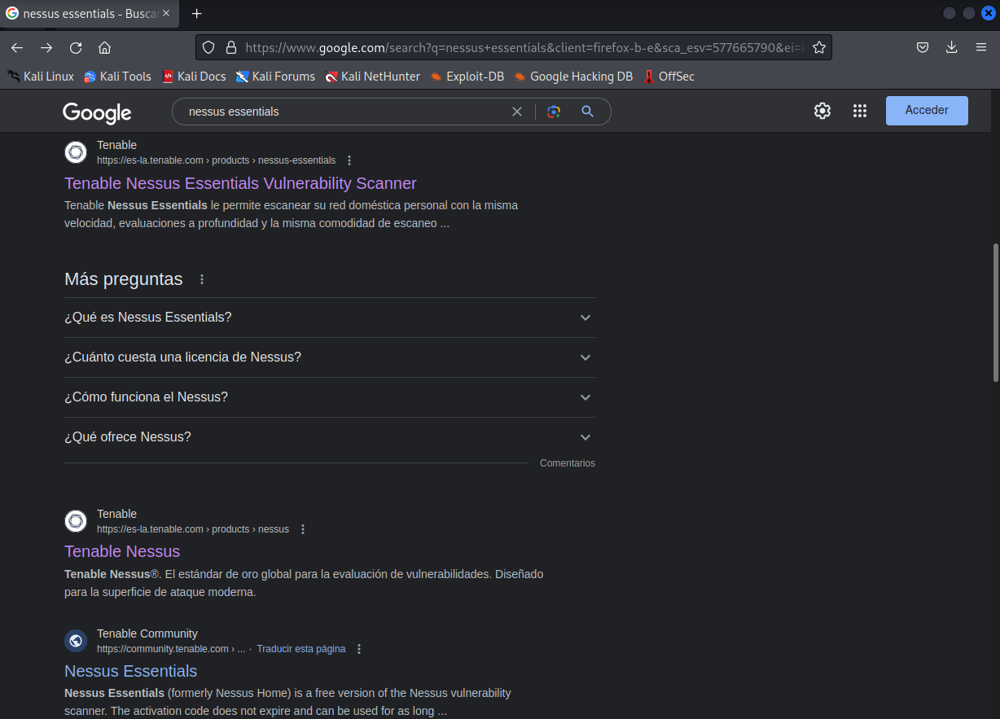 nessus essentials - Buscar
https://www.google.com/search?q=nessus+essentials&client=firefox-b-e&sca_esv=577665790&ei=
Kali Linux Kali Tools Kali Docs Kali Forums Kali NetHunter Exploit-DB Google Hacking DB OffSec
Google nessus essentials Acceder
Tenable
https://es-la.tenable.com › products › nessus-essentials
Tenable Nessus Essentials Vulnerability Scanner
Tenable Nessus Essentials le permite escanear su red doméstica personal con la misma
velocidad, evaluaciones a profundidad y la misma comodidad de escaneo ...
Más preguntas
¿Qué es Nessus Essentials?
¿Cuánto cuesta una licencia de Nessus?
¿Cómo funciona el Nessus?
¿Qué ofrece Nessus?
Comentarios
Tenable
https://es-la.tenable.com › products › nessus
Tenable Nessus
Tenable Nessus®. El estándar de oro global para la evaluación de vulnerabilidades. Diseñado
para la superficie de ataque moderna.
Tenable Community
https://community.tenable.com › ... · Traducir esta página
Nessus Essentials
Nessus Essentials (formerly Nessus Home) is a free version of the Nessus vulnerability
scanner. The activation code does not expire and can be used for as long ...